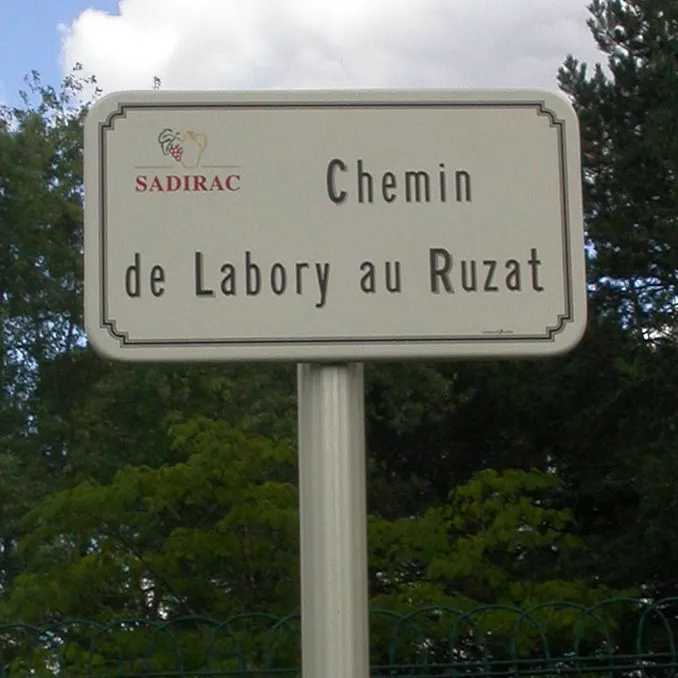 SADIRAC
Chemin
de Labory au Ruzat